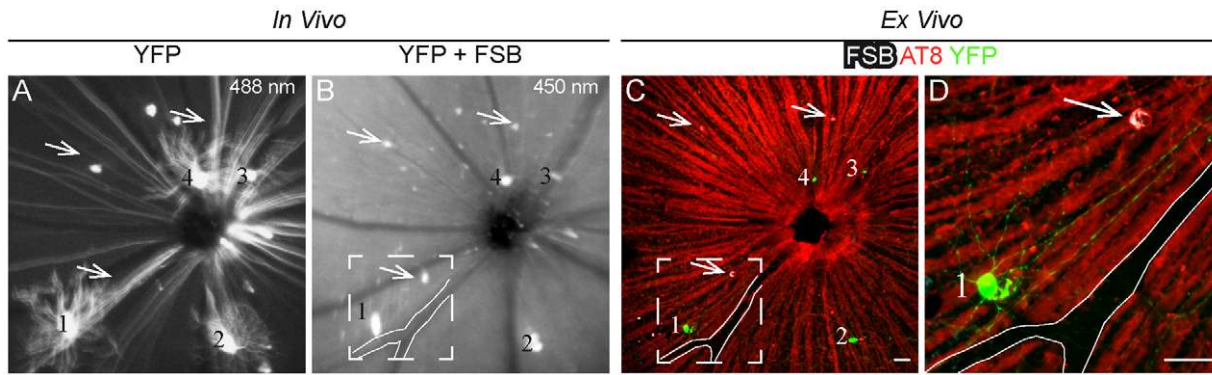 In Vivo Ex Vivo
YFP YFP + FSB FSB AT8 YFP
A 488 nm B 450 nm C D
4 3 4 3 4 3
1 2 1 2 1 2 1